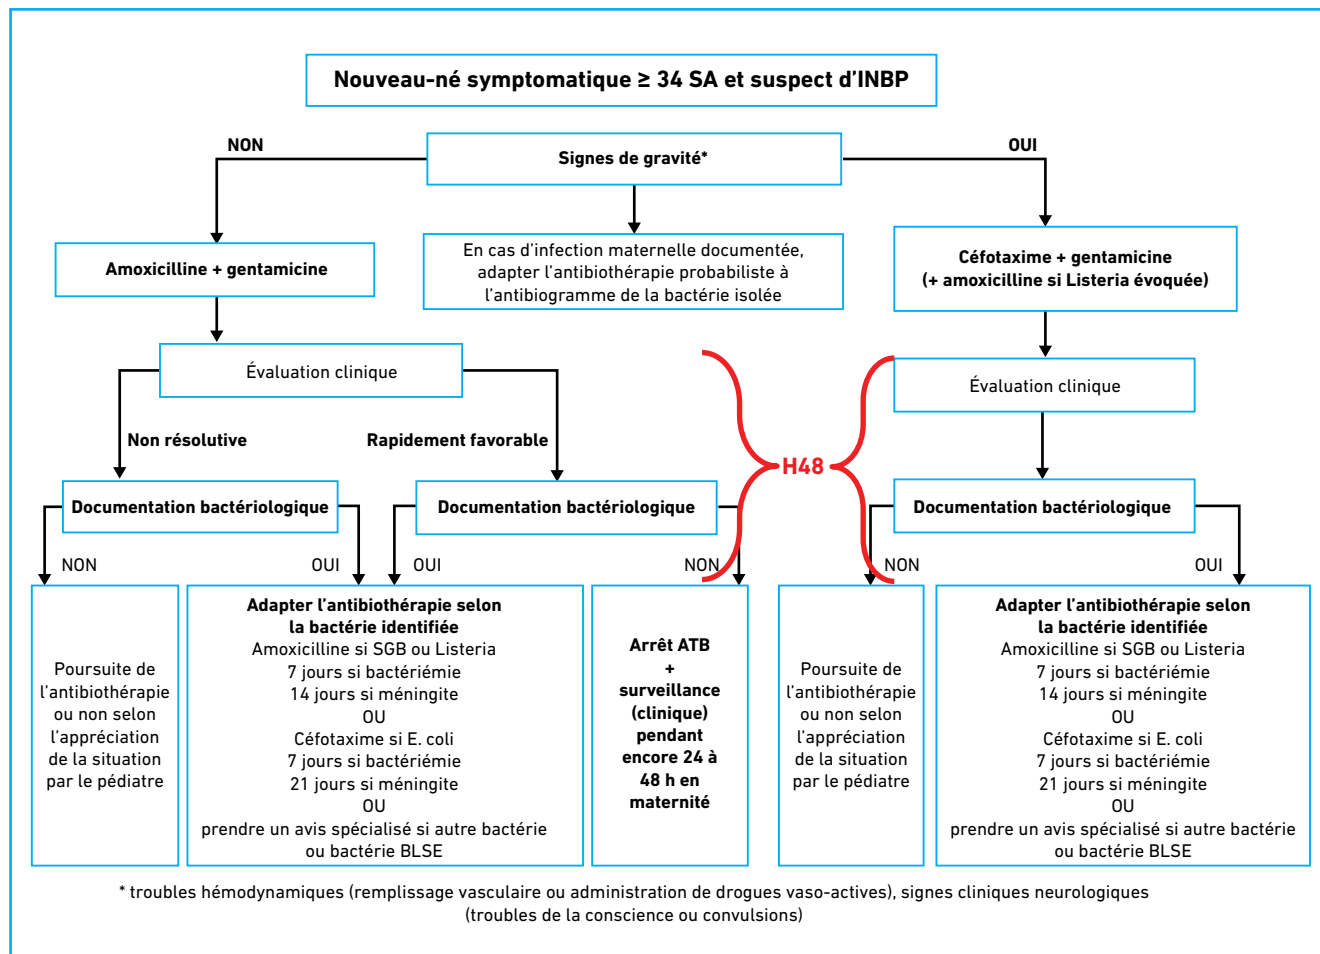 Nouveau-né symptomatique ≥ 34 SA et suspect d'INBP
NON
Signes de gravité*
OUI
Amoxicilline + gentamicine
En cas d'infection maternelle documentée,
adapter l'antibiothérapie probabiliste à
l'antibiogramme de la bactérie isolée
Céfotaxime + gentamicine
(+ amoxicilline si Listeria évoquée)
Évaluation clinique
Évaluation clinique
Non résolutive
Rapidement favorable
H48
Documentation bactériologique
Documentation bactériologique
Documentation bactériologique
NON
OUI
OUI
NON
NON
OUI
Poursuite de
l'antibiothérapie
ou non selon
l'appréciation
de la situation
par le pédiatre
Adapter l'antibiothérapie selon
la bactérie identifiée
Amoxicilline si SGB ou Listeria
7 jours si bactériémie
14 jours si méningite
OU
Céfotaxime si E. coli
7 jours si bactériémie
21 jours si méningite
OU
prendre un avis spécialisé si autre bactérie
ou bactérie BLSE
Arrêt ATB
+
surveillance
(clinique)
pendant
encore 24 à
48 h en
maternité
Poursuite de
l'antibiothérapie
ou non selon
l'appréciation
de la situation
par le pédiatre
Adapter l'antibiothérapie selon
la bactérie identifiée
Amoxicilline si SGB ou Listeria
7 jours si bactériémie
14 jours si méningite
OU
Céfotaxime si E. coli
7 jours si bactériémie
21 jours si méningite
OU
prendre un avis spécialisé si autre bactérie
ou bactérie BLSE
* troubles hémodynamiques (remplissage vasculaire ou administration de drogues vaso-actives), signes cliniques neurologiques
(troubles de la conscience ou convulsions)